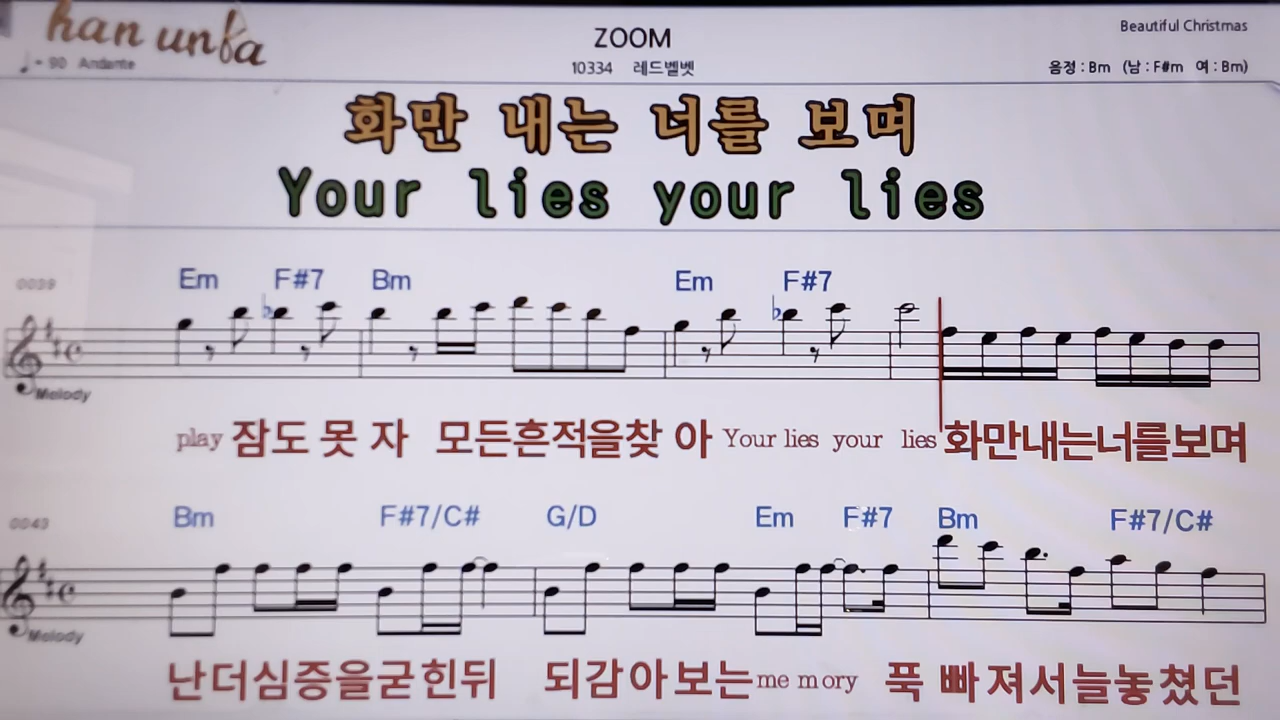 han unfa
ZOOM
Beautiful Christmas
♩= 90 Andante
10334 레드벨벳
음정 : Bm (남 : F#m 여 : Bm)
화만 내는 너를 보며
Your lies your lies
0039
Em F#7 Bm Em F#7
Melody
play 잠도 못 자 모든흔적을찾 아 Your lies your lies 화만내는너를보며
0043
Bm F#7/C# G/D Em F#7 Bm F#7/C#
Melody
난더심증을굳힌뒤 되감아보는 me mory 푹 빠져서늘놓쳤던